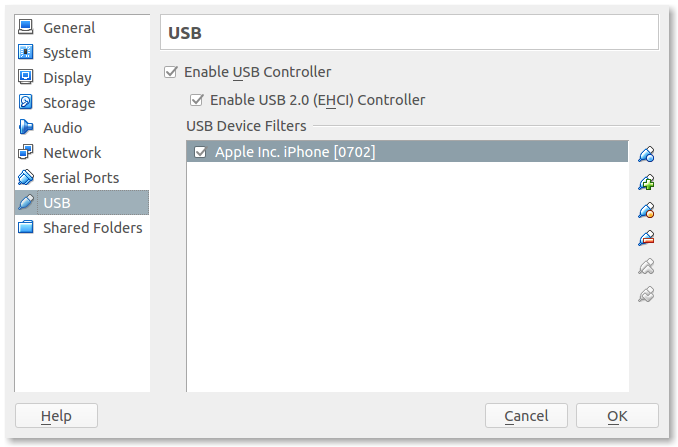 General
System
Display
Storage
Audio
Network
Serial Ports
USB
Shared Folders
USB
Enable USB Controller
Enable USB 2.0 (EHCI) Controller
USB Device Filters
Apple Inc. iPhone [0702]
Help
Cancel
OK